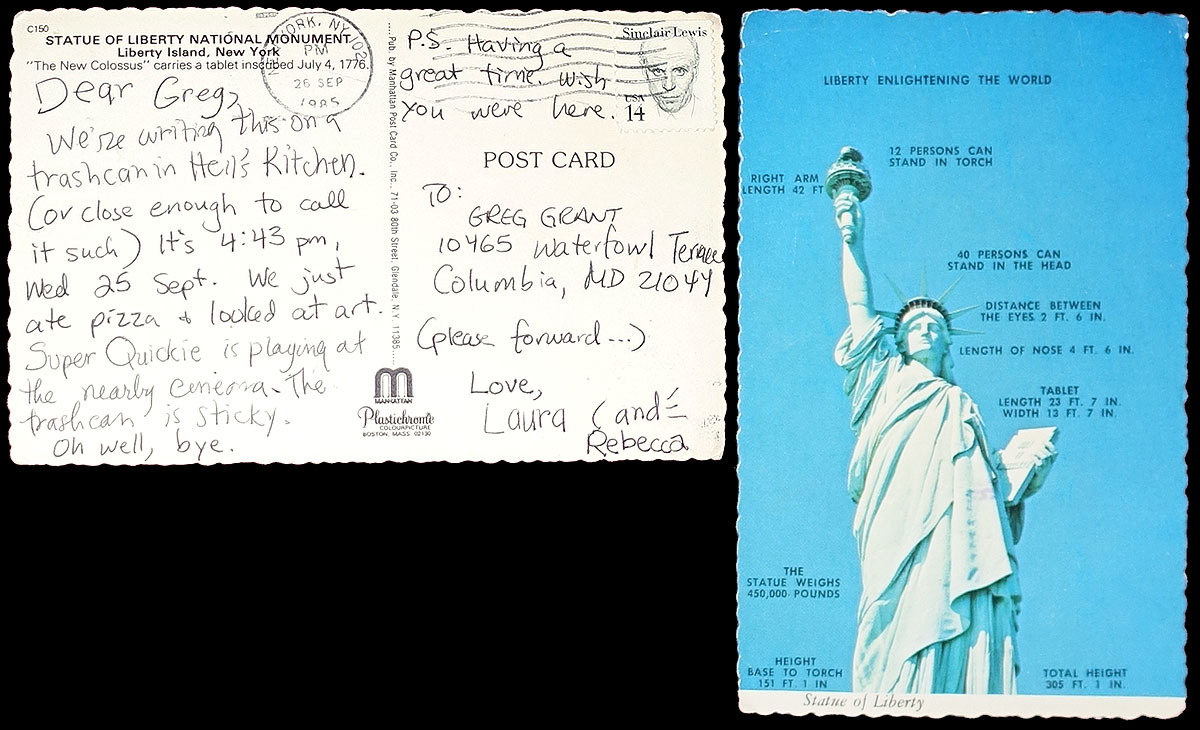 C150
STATUE OF LIBERTY NATIONAL MONUMENT
Liberty Island, New York
"The New Colossus" carries a tablet inscribed July 4, 1776.
Dear Greg,
We're writing this on a
trashcan in Hell's Kitchen.
(or close enough to call
it such) It's 4:43 pm,
Wed 25 Sept. We just
ate pizza & looked at art.
Super Quickie is playing at
the nearby cinema. The
trashcan is sticky.
Oh well, bye.
YORK, NY
PM
26 SEP
1985
Pub. by Manhattan Post Card Co., Inc., 71-03 80th Street, Glendale, N.Y. 11385
M
MANHATTAN
Plastichrome
COLOURPICTURE
BOSTON, MASS 02130
P.S. Having a
great time. Wish
you were here.
Sinclair Lewis
USA
14
POST CARD
TO:
GREG GRANT
10465 Waterfowl Terrace
Columbia, MD 21044
(please forward...)
Love,
Laura (and
Rebecca
LIBERTY ENLIGHTENING THE WORLD
12 PERSONS CAN
STAND IN TORCH
RIGHT ARM
LENGTH 42 FT
40 PERSONS CAN
STAND IN THE HEAD
DISTANCE BETWEEN
THE EYES 2 FT. 6 IN.
LENGTH OF NOSE 4 FT. 6 IN.
TABLET
LENGTH 23 FT. 7 IN.
WIDTH 13 FT. 7 IN.
THE
STATUE WEIGHS
450,000 POUNDS
HEIGHT
BASE TO TORCH
151 FT. 1 IN
TOTAL HEIGHT
305 FT. 1 IN.
Statue of Liberty